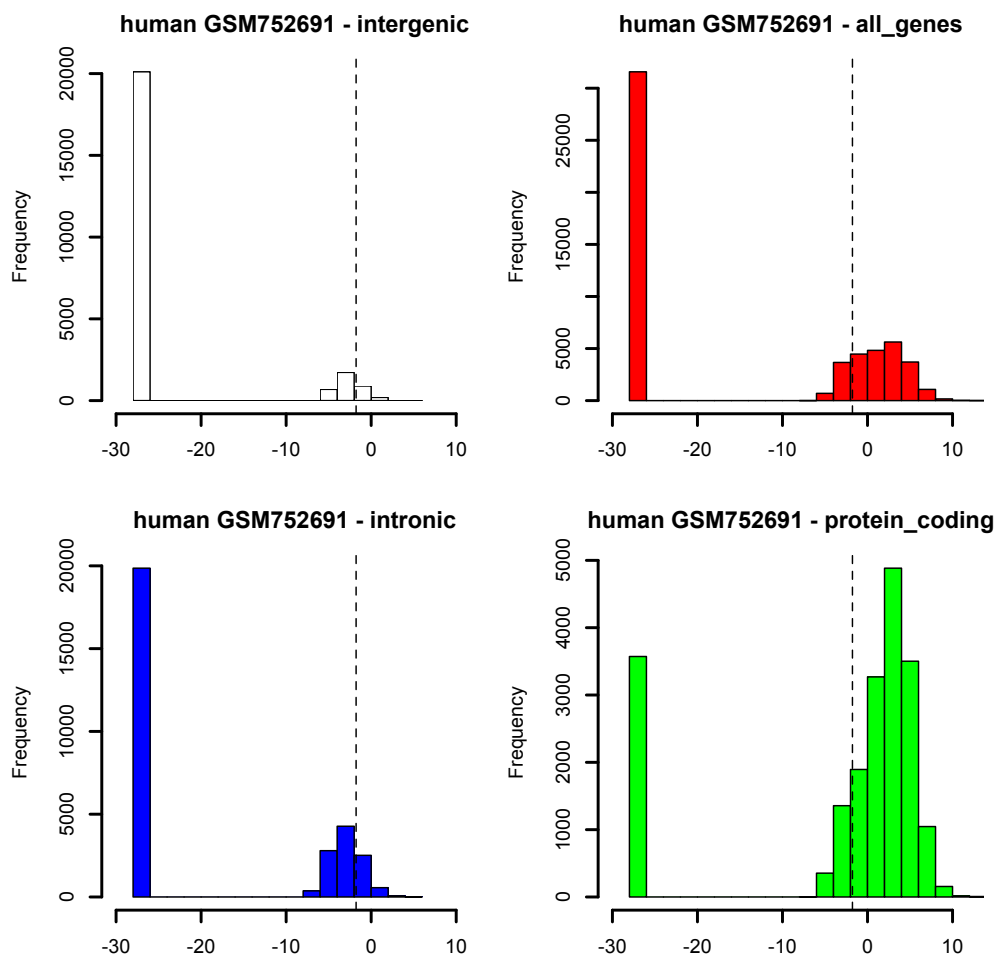 human GSM752691 - intergenic
Frequency
0 5000 10000 15000 20000
-30 -20 -10 0 10
human GSM752691 - all_genes
Frequency
0 5000 15000 25000
-30 -20 -10 0 10
human GSM752691 - intronic
Frequency
0 5000 10000 15000 20000
-30 -20 -10 0 10
human GSM752691 - protein_coding
Frequency
0 1000 2000 3000 4000 5000
-30 -20 -10 0 10